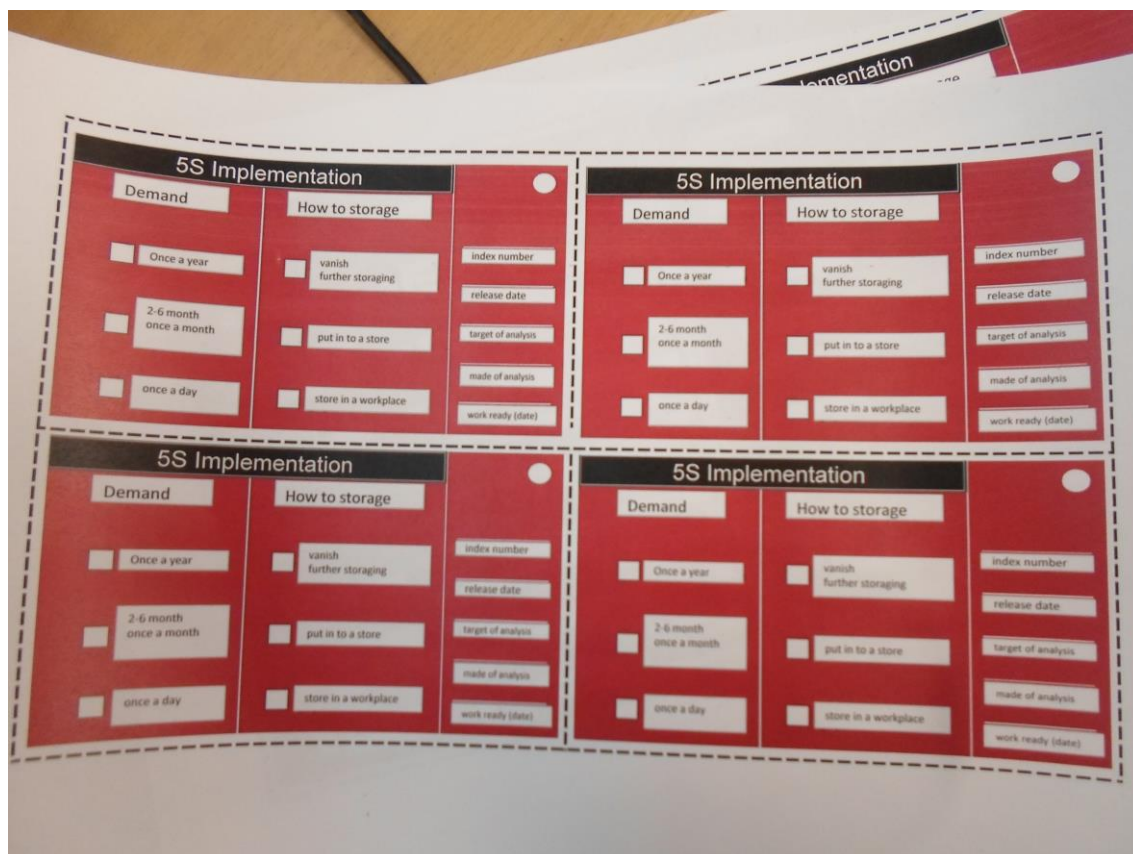 lementation
5S Implementation
Demand
How to storage
Once a year
vanish
further storaging
2-6 month
once a month
put in to a store
once a day
store in a workplace
index number
release date
target of analysis
made of analysis
work ready (date)
5S Implementation
Demand
How to storage
Once a year
vanish
further storaging
2-6 month
once a month
put in to a store
once a day
store in a workplace
index number
release date
target of analysis
made of analysis
work ready (date)
5S Implementation
Demand
How to storage
Once a year
vanish
further storaging
2-6 month
once a month
put in to a store
once a day
store in a workplace
index number
release date
target of analysis
made of analysis
work ready (date)
5S Implementation
Demand
How to storage
Once a year
vanish
further storaging
2-6 month
once a month
put in to a store
once a day
store in a workplace
index number
release date
target of analysis
made of analysis
work ready (date)